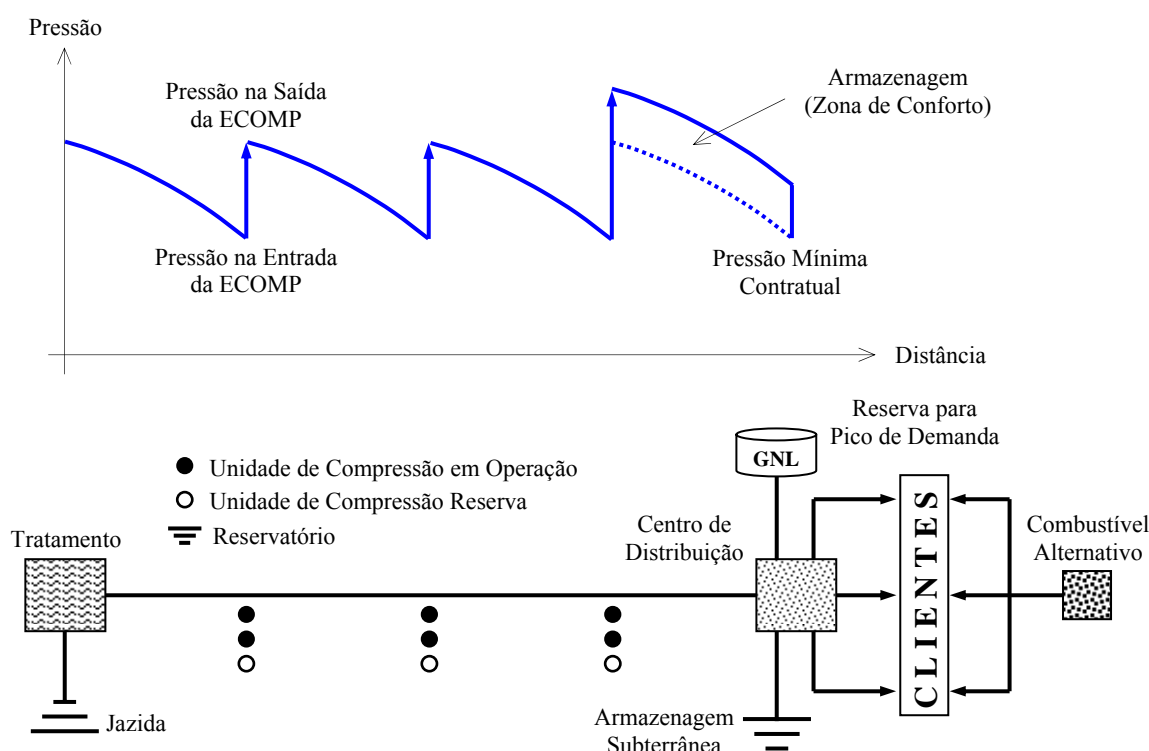 Pressão
Pressão na Saída
da ECOMP
Armazenagem
(Zona de Conforto)
Pressão na Entrada
da ECOMP
Pressão Mínima
Contratual
Distância
Reserva para
Pico de Demanda
GNL
Unidade de Compressão em Operação
Unidade de Compressão Reserva
Reservatório
Tratamento
Centro de
Distribuição
CLIENTES
Combustível
Alternativo
Jazida
Armazenagem
Subterrânea